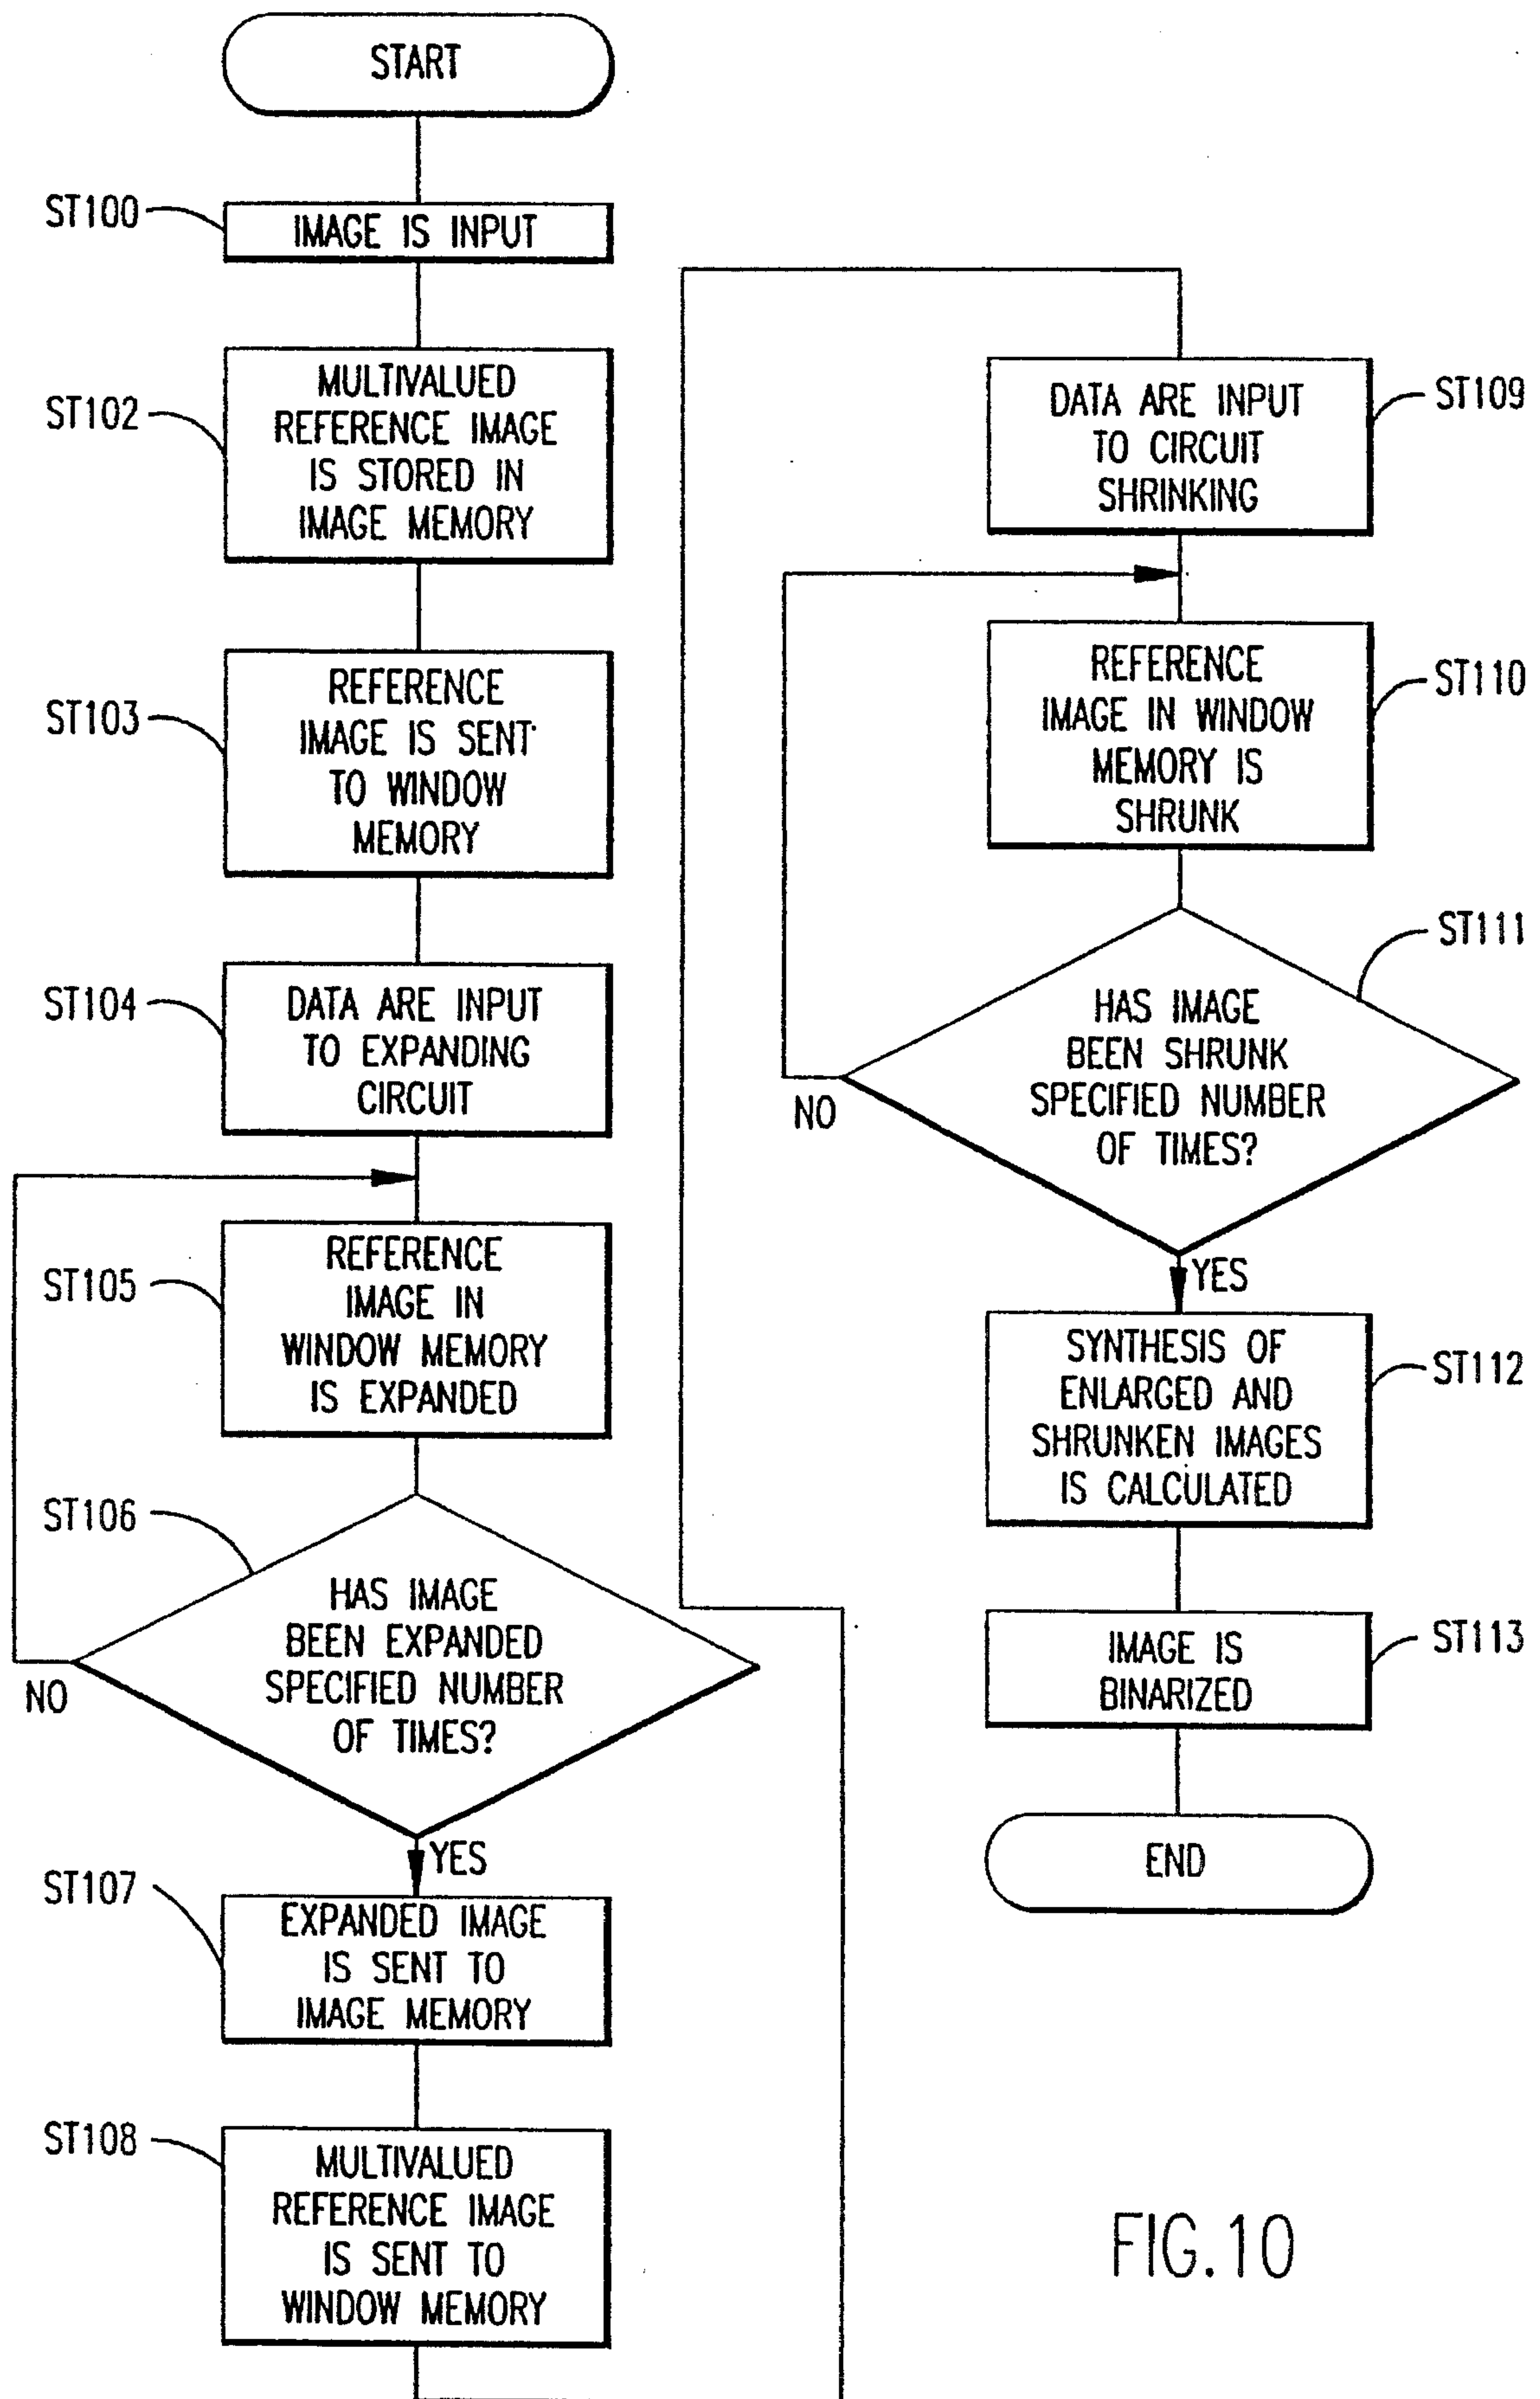 START
ST100
IMAGE IS INPUT
ST102
MULTIVALUED
REFERENCE IMAGE
IS STORED IN
IMAGE MEMORY
ST103
REFERENCE
IMAGE IS SENT
TO WINDOW
MEMORY
ST104
DATA ARE INPUT
TO EXPANDING
CIRCUIT
ST105
REFERENCE
IMAGE IN
WINDOW MEMORY
IS EXPANDED
ST106
HAS IMAGE
BEEN EXPANDED
SPECIFIED NUMBER
OF TIMES?
NO
YES
ST107
EXPANDED IMAGE
IS SENT TO
IMAGE MEMORY
ST108
MULTIVALUED
REFERENCE IMAGE
IS SENT TO
WINDOW MEMORY
DATA ARE INPUT
TO CIRCUIT
SHRINKING
ST109
REFERENCE
IMAGE IN WINDOW
MEMORY IS
SHRUNK
ST110
ST111
HAS IMAGE
BEEN SHRUNK
SPECIFIED NUMBER
OF TIMES?
NO
YES
SYNTHESIS OF
ENLARGED AND
SHRUNKEN IMAGES
IS CALCULATED
ST112
IMAGE IS
BINARIZED
ST113
END
FIG.10